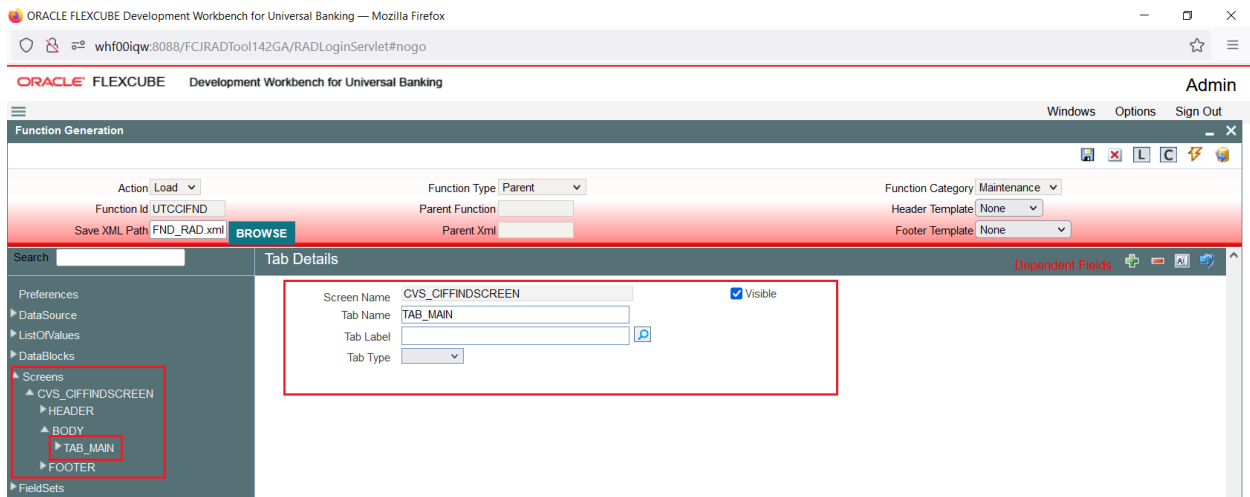 ORACLE FLEXCUBE Development Workbench for Universal Banking — Mozilla Firefox
whf00iqw:8088/FCJRADTool142GA/RADLoginServlet#nogo
ORACLE FLEXCUBE Development Workbench for Universal Banking Admin
Windows Options Sign Out
Function Generation
L C
Action Load Function Type Parent Function Category Maintenance
Function Id UTCCIFND Parent Function Header Template None
Save XML Path FND_RAD.xml BROWSE Parent Xml Footer Template None
Search Tab Details Dependent Fields AI
Preferences Screen Name CVS_CIFFINDSCREEN Visible
DataSource Tab Name TAB_MAIN
ListOfValues Tab Label
DataBlocks Tab Type
Screens
CVS_CIFFINDSCREEN
HEADER
BODY
TAB_MAIN
FOOTER
FieldSets